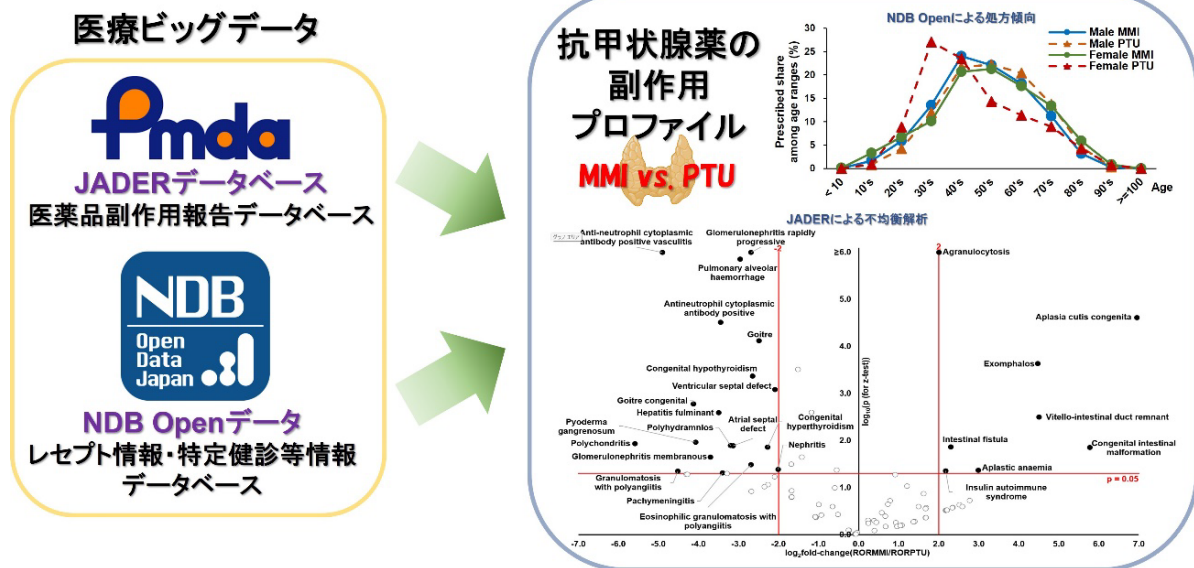 医療ビッグデータ
Pmda
JADERデータベース
医薬品副作用報告データベース
NDB
Open
Data
Japan
NDB Openデータ
レセプト情報・特定健診等情報
データベース
抗甲状腺薬の
副作用
プロファイル
MMI vs. PTU
NDB Openによる処方傾向
Prescribed share
among age ranges (%)
30
25
20
15
10
5
0
Male MMI
Male PTU
Female MMI
Female PTU
< 10
10's
20's
30's
40's
50's
60's
70's
80's
90's
>=100
Age
JADERによる不均衡解析
Anti-neutrophil cytoplasmic
antibody positive vasculitis
Glomerulonephritis rapidly
progressive
-2
2
≥6.0
Agranulocytosis
Pulmonary alveolar
haemorrhage
5.0
Antineutrophil cytoplasmic
antibody positive
Aplasia cutis congenita
Goitre
4.0
Congenital hypothyroidism
Exomphalos
Ventricular septal defect
3.0
Goitre congenital
Hepatitis fulminant
Vitello-intestinal duct remnant
Pyoderma
gangrenosum
Polyhydramnios
Atrial septal
defect
Congenital
hyperthyroidism
2.0
Polychondritis
Nephritis
Intestinal fistula
Congenital intestinal
malformation
Glomerulonephritis membranous
Aplastic anaemia
Granulomatosis
with polyangiitis
p = 0.05
Pachymeningitis
1.0
Insulin autoimmune
syndrome
Eosinophilic granulomatosis with
polyangiitis
-log₁₀(p (for z-test))
0.0
-7.0
-6.0
-5.0
-4.0
-3.0
-2.0
-1.0
0.0
1.0
2.0
3.0
4.0
5.0
6.0
7.0
log₂fold-change(RORMMI/RORPTU)